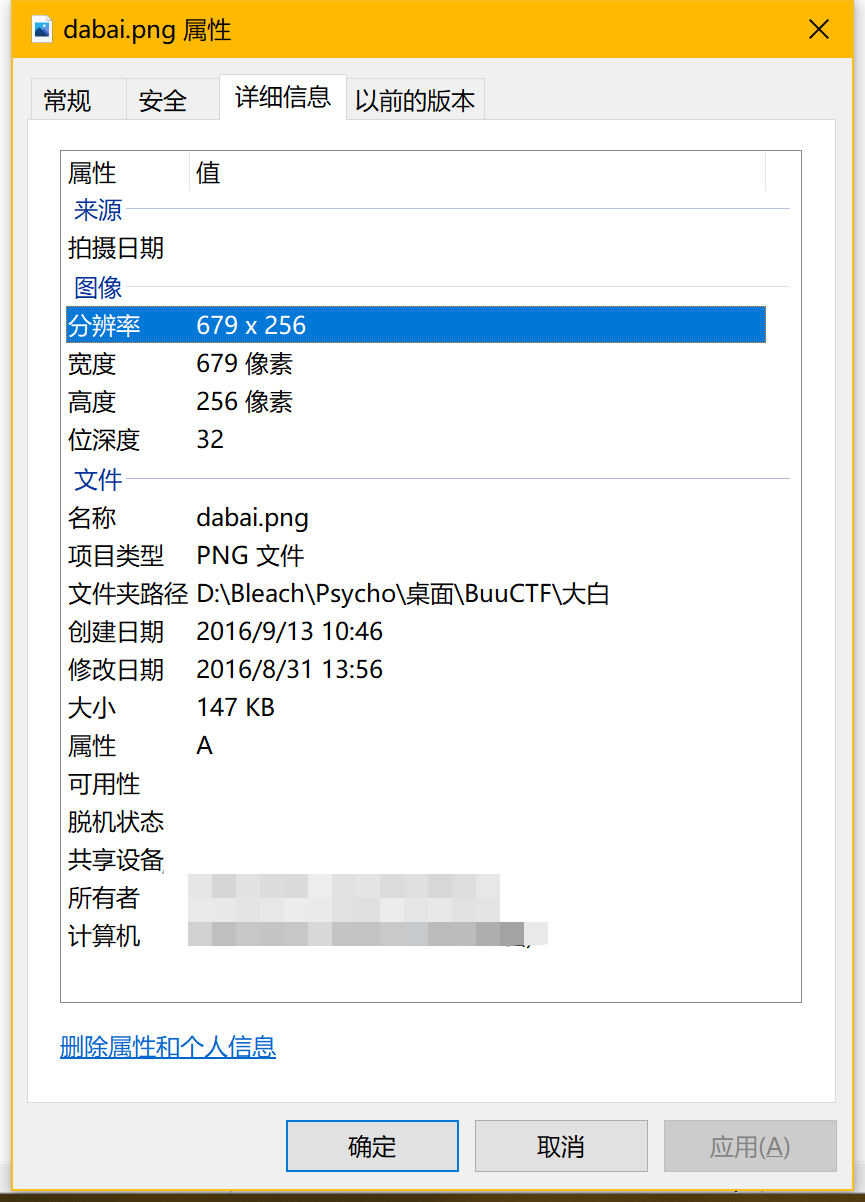 dabai.png 属性
常规 安全 详细信息 以前的版本
属性 值
来源
拍摄日期
图像
分辨率 679 x 256
宽度 679 像素
高度 256 像素
位深度 32
文件
名称 dabai.png
项目类型 PNG 文件
文件夹路径 D:\Bleach\Psycho\桌面\BuuCTF\大白
创建日期 2016/9/13 10:46
修改日期 2016/8/31 13:56
大小 147 KB
属性 A
可用性
脱机状态
共享设备
所有者
计算机
删除属性和个人信息
确定 取消 应用(A)